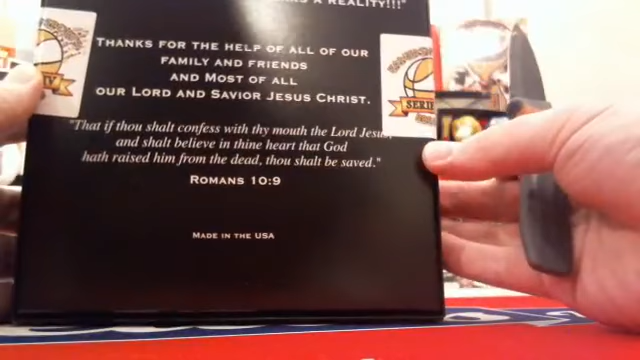 A REALITY!!!"
THANKS FOR THE HELP OF ALL OF OUR
FAMILY AND FRIENDS
AND MOST OF ALL
OUR LORD AND SAVIOR JESUS CHRIST.
"That if thou shalt confess with thy mouth the Lord Jesus,
and shalt believe in thine heart that God
hath raised him from the dead, thou shalt be saved."
ROMANS 10:9
MADE IN THE USA